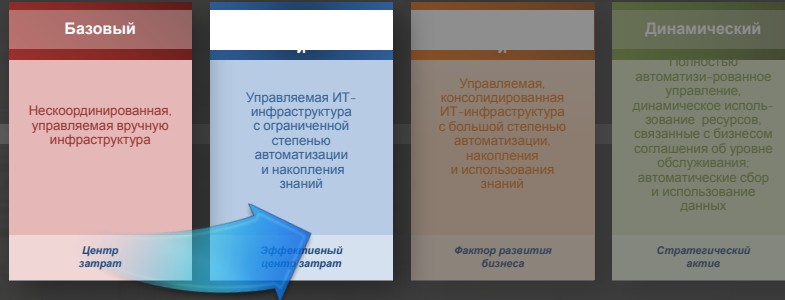 Базовый
Нескоординированная,
управляемая вручную
инфраструктура
Центр
затрат
Управляемая ИТ-
инфраструктура
с ограниченной
степенью
автоматизации
и накопления
знаний
Эффективный
центр затрат
Управляемая,
консолидированная
ИТ-инфраструктура
с большой степенью
автоматизации,
накопления
и использования
знаний
Фактор развития
бизнеса
Динамический
Полностью
автоматизи-рованное
управление,
динамическое исполь-
зование ресурсов,
связанные с бизнесом
соглашения об уровне
обслуживания;
автоматические сбор
и использование
данных
Стратегический
актив